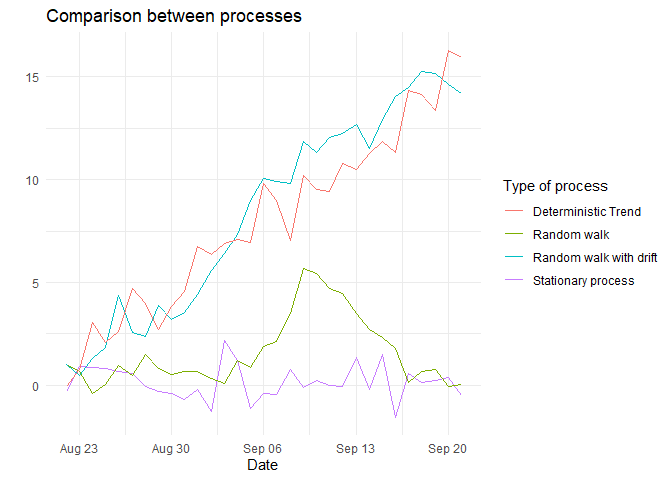 Comparison between processes
15
10
5
0
Aug 23 Aug 30 Sep 06 Sep 13 Sep 20
Date
Type of process
Deterministic Trend
Random walk
Random walk with drift
Stationary process